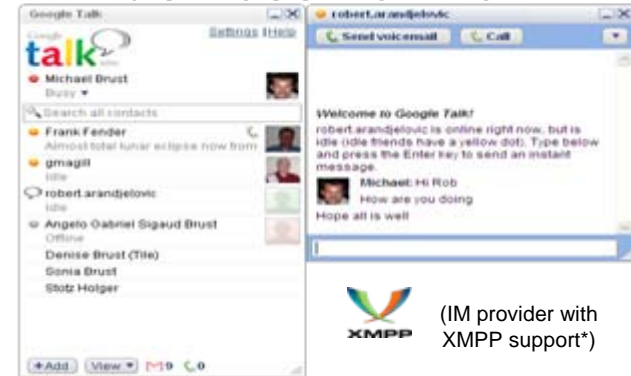 Google Talk
Settings | Help
Google
talk
Michael Brust
Busy
Search all contacts
Frank Fender
Almost total lunar eclipse now from
gmagill
Idle
robert.arandjelovic
Idle
Angelo Gabriel Sigaud Brust
Offline
Denise Brust (Tile)
Sonia Brust
Stotz Holger
+Add
View
9
0
robert.arandjelovic
Send voicemail
Call
Welcome to Google Talk!
robert.arandjelovic is online right now, but is
idle (idle friends have a yellow dot). Type below
and press the Enter key to send an instant
message.
Michael: Hi Rob
How are you doing
Hope all is well
XMPP
(IM provider with
XMPP support*)